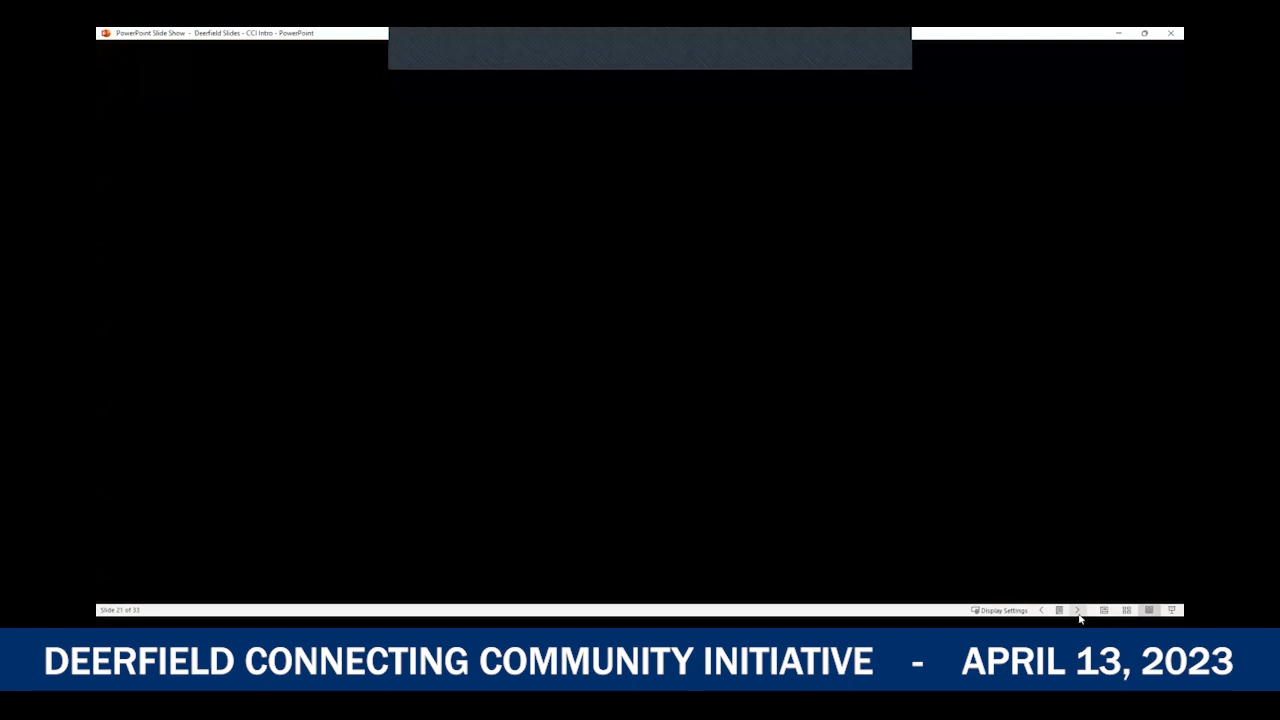 PowerPoint Slide Show - Deerfield Slides - CCI Intro - PowerPoint
Slide 21 of 33
Display Settings
DEERFIELD CONNECTING COMMUNITY INITIATIVE - APRIL 13, 2023